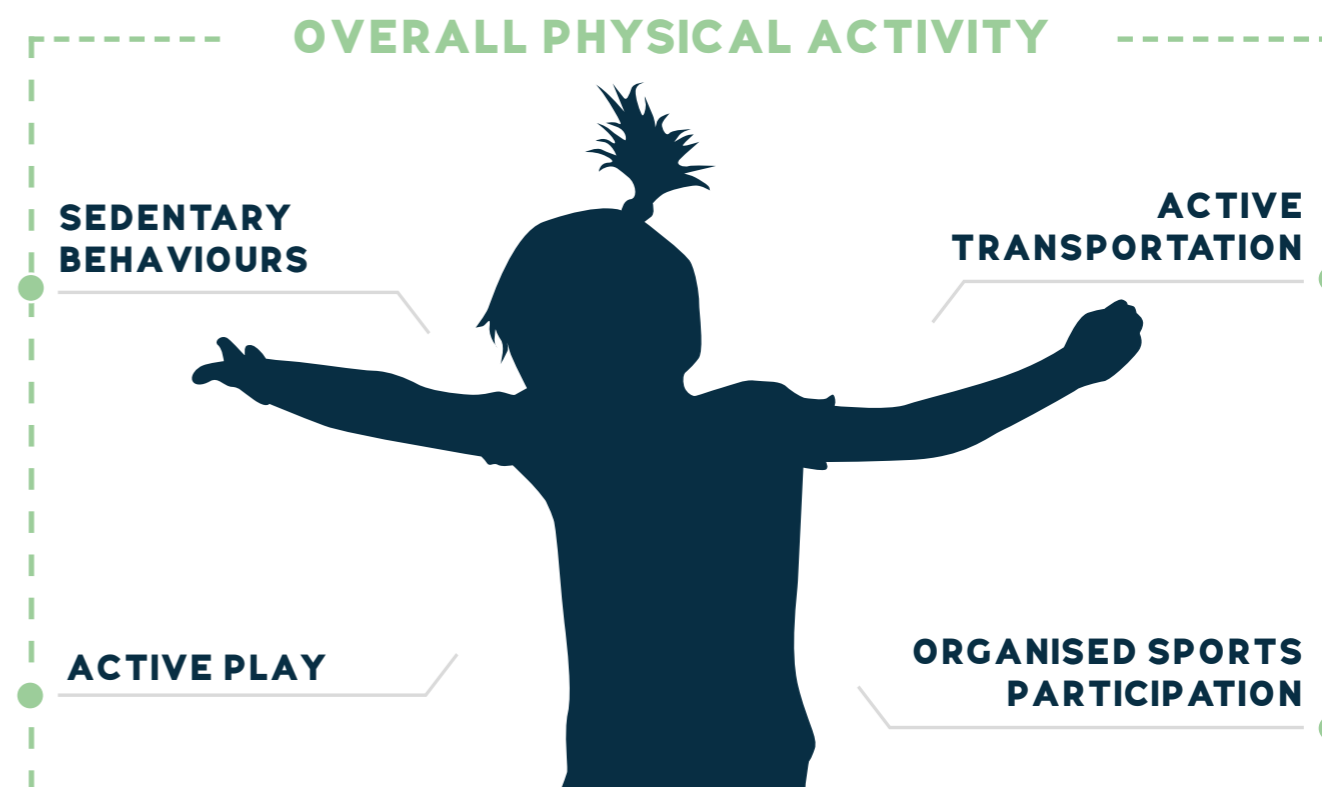 OVERALL PHYSICAL ACTIVITY
SEDENTARY
BEHAVIOURS
ACTIVE
TRANSPORTATION
ACTIVE PLAY
ORGANISED SPORTS
PARTICIPATION